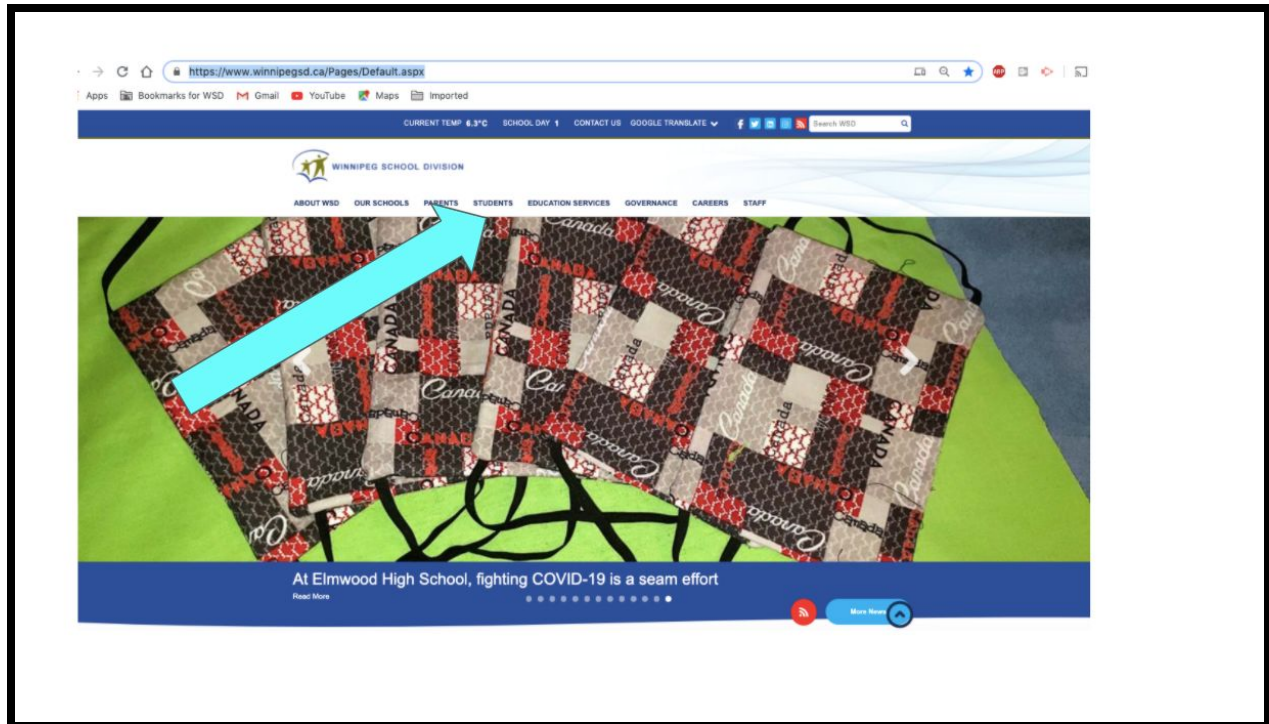 https://www.winnipegsd.ca/Pages/Default.aspx
ABP
Apps Bookmarks for WSD Gmail YouTube Maps Imported
CURRENT TEMP 6.3°C SCHOOL DAY 1 CONTACT US GOOGLE TRANSLATE Search WSD
WINNIPEG SCHOOL DIVISION
ABOUT WSD OUR SCHOOLS PARENTS STUDENTS EDUCATION SERVICES GOVERNANCE CAREERS STAFF
Canada
CANADA
At Elmwood High School, fighting COVID-19 is a seam effort
Read More
More News